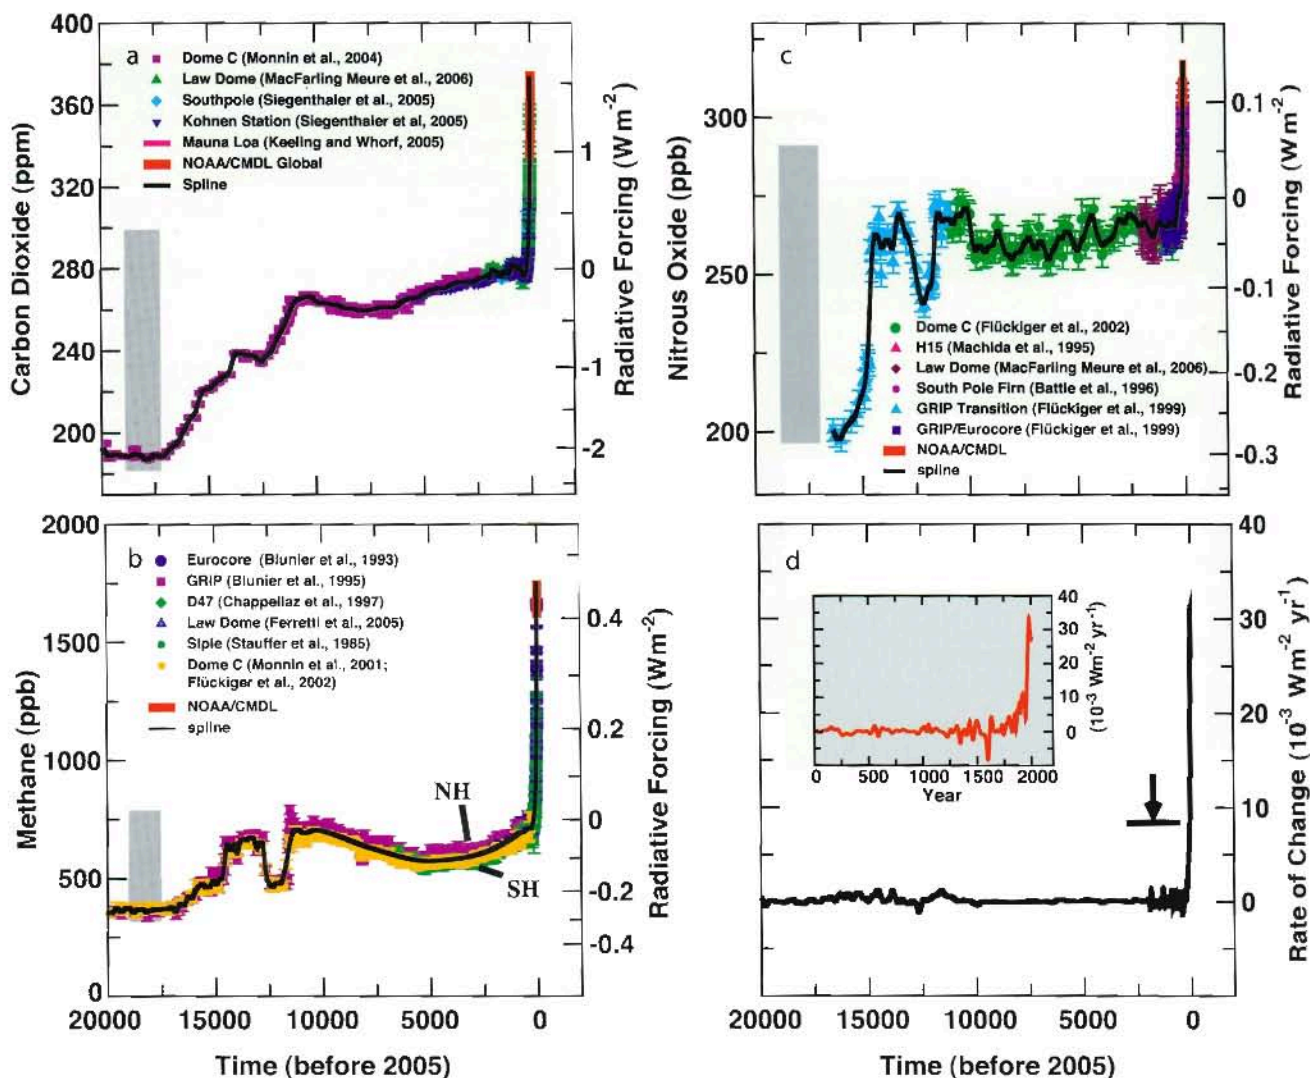 400
360
320
280
240
200
Carbon Dioxide (ppm)
a
Dome C (Monnin et al., 2004)
Law Dome (MacFarling Meure et al., 2006)
Southpole (Siegenthaler et al., 2005)
Kohnen Station (Siegenthaler et al, 2005)
Mauna Loa (Keeling and Whorf, 2005)
NOAA/CMDL Global
Spline
1
0
-1
-2
Radiative Forcing (Wm-2)
c
300
250
200
Nitrous Oxide (ppb)
Dome C (Flückiger et al., 2002)
H15 (Machida et al., 1995)
Law Dome (MacFarling Meure et al., 2006)
South Pole Firn (Battle et al., 1996)
GRIP Transition (Flückiger et al., 1999)
GRIP/Eurocore (Flückiger et al., 1999)
NOAA/CMDL
spline
0.1
0
-0.1
-0.2
-0.3
Radiative Forcing (Wm-2)
2000
1500
1000
500
0
Methane (ppb)
b
Eurocore (Blunier et al., 1993)
GRIP (Blunier et al., 1995)
D47 (Chappellaz et al., 1997)
Law Dome (Ferretti et al., 2005)
Siple (Stauffer et al., 1985)
Dome C (Monnin et al., 2001;
Flückiger et al., 2002)
NOAA/CMDL
spline
NH
SH
0.4
0.2
0
-0.2
-0.4
Radiative Forcing (Wm-2)
20000
15000
10000
5000
0
Time (before 2005)
d
40
30
20
10
0
(10-3 Wm-2 yr-1)
0
500
1000
1600
2000
Year
40
30
20
10
0
Rate of Change (10-3 Wm-2 yr-1)
20000
15000
10000
5000
0
Time (before 2005)